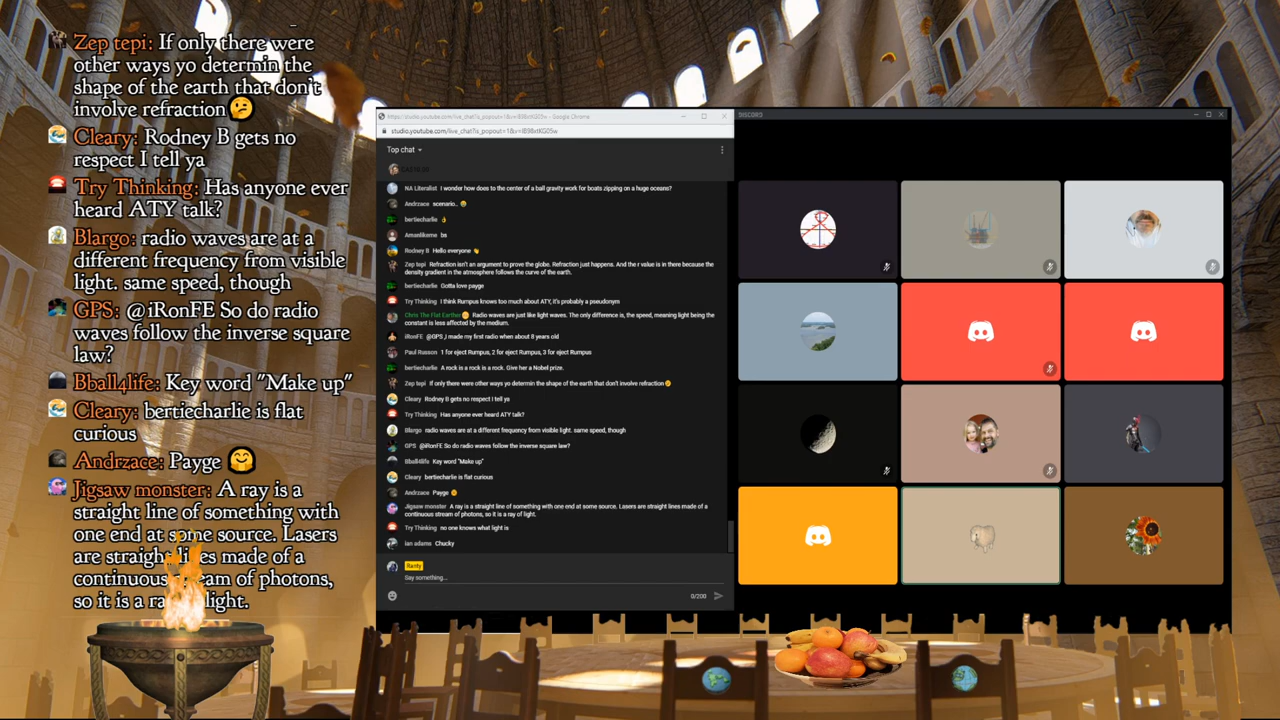 Zep tepi: If only there were
other ways yo determin the
shape of the earth that don't
involve refraction🤔
Cleary: Rodney B gets no
respect I tell ya
Try Thinking: Has anyone ever
heard ATY talk?
Blargo: radio waves are at a
different frequency from visible
light. same speed, though
GPS: @iRonFE So do radio
waves follow the inverse square
law?
Bball4life: Key word "Make up"
Cleary: bertiecharlie is flat
curious
Andrzace: Payge 🤗
Jigsaw monster: A ray is a
straight line of something with
one end at some source. Lasers
are straight lines made of a
continuous stream of photons,
so it is a ray of light.
studio.youtube.com/live_chat?is_popout=1&v=
Google Chrome
Top chat
NA Literalist I wonder how does to the center of a ball gravity work for boats zipping on a huge oceans?
Andrzace scenario.. 😄
bertiecharlie 👌
Amanlikeme bs
Rodney B Hello everyone 👋
Zep tepi Refraction isn't an argument to prove the globe. Refraction just happens. And the r value is in there because the
density gradient in the atmosphere follows the curve of the earth.
bertiecharlie Gotta love payge
Try Thinking I think Rumpus knows too much about ATY, it's probably a pseudonym
Chris The Flat Earther Radio waves are just like light waves. The only difference is, the speed, meaning light being the
constant is less affected by the medium.
iRonFE @GPS ,I made my first radio when about 8 years old
Paul Russon 1 for eject Rumpus, 2 for eject Rumpus, 3 for eject Rumpus
bertiecharlie A rock is a rock is a rock. Give her a Nobel prize.
Zep tepi If only there were other ways yo determin the shape of the earth that don't involve refraction🤔
Cleary Rodney B gets no respect I tell ya
Try Thinking Has anyone ever heard ATY talk?
Blargo radio waves are at a different frequency from visible light. same speed, though
GPS @iRonFE So do radio waves follow the inverse square law?
Bball4life Key word "Make up"
Cleary bertiecharlie is flat curious
Andrzace Payge 🤗
Jigsaw monster A ray is a straight line of something with one end at some source. Lasers are straight lines made of a
continuous stream of photons, so it is a ray of light.
Try Thinking no one knows what light is
ian adams Chucky
Ranty
Say something...
0/200
DISCORD